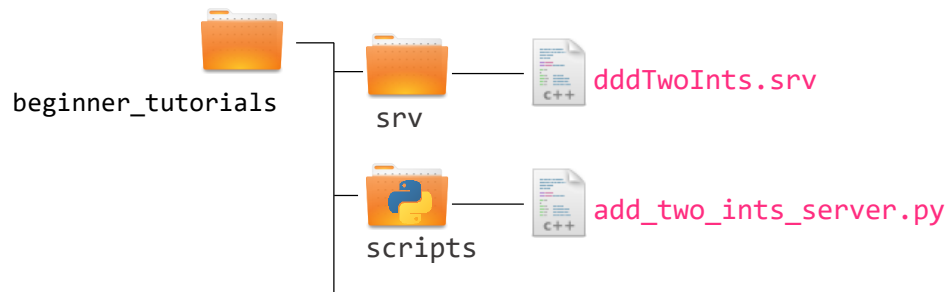 beginner_tutorials
srv
dddTwoInts.srv
C++
scripts
add_two_ints_server.py
C++